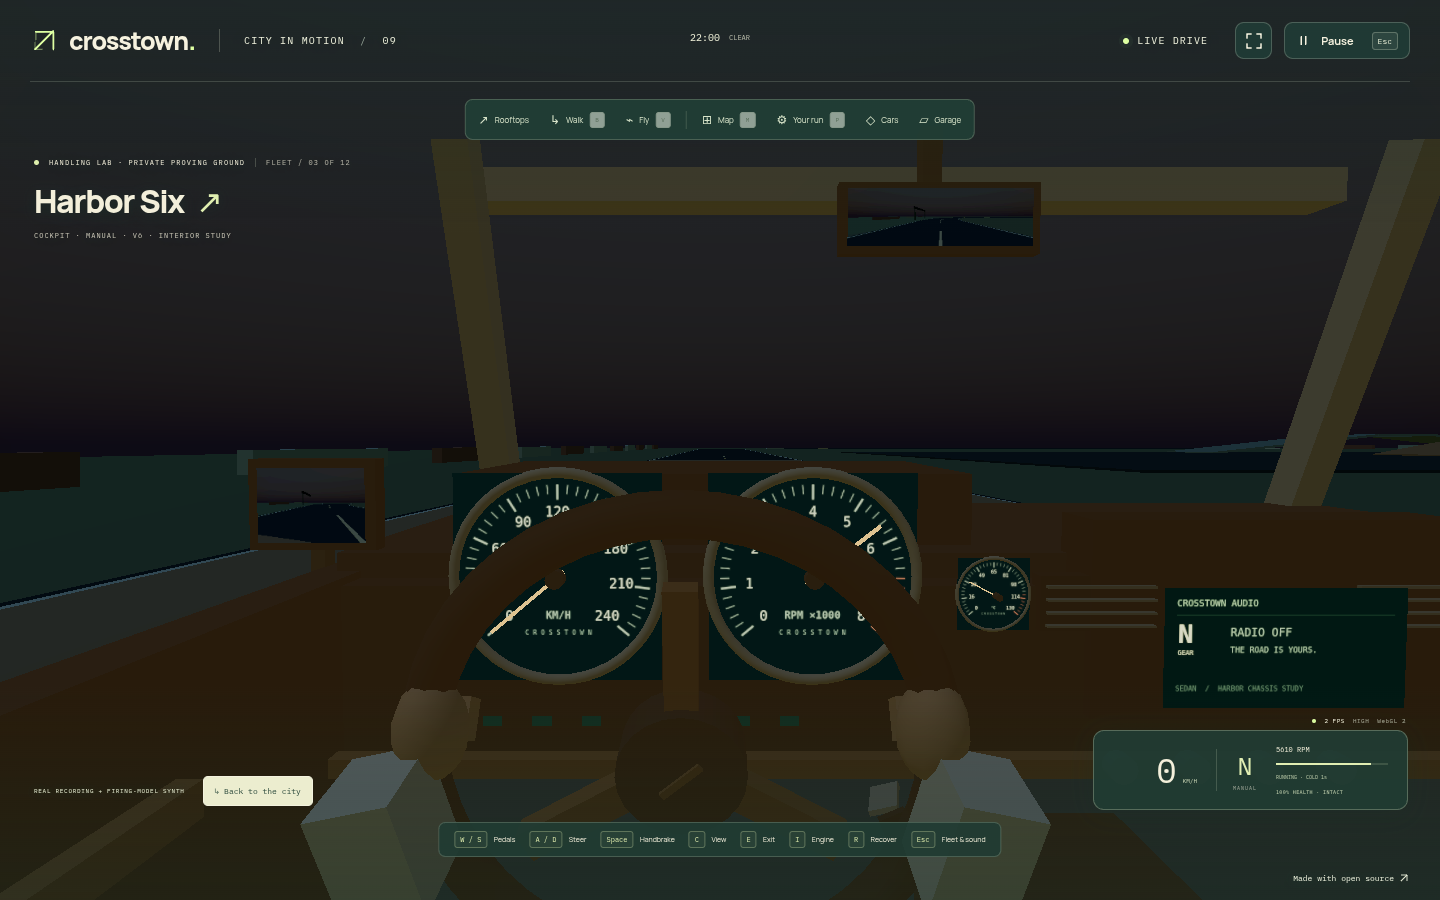 crosstown.
CITY IN MOTION / 09
22:00 CLEAR
LIVE DRIVE
Pause Esc
Rooftops
Walk
Fly V
Map M
Your run P
Cars
Garage
HANDLING LAB · PRIVATE PROVING GROUND
FLEET / 03 OF 12
Harbor Six ↗
COCKPIT · MANUAL · V6 · INTERIOR STUDY
90 120 180 210 240
KM/H
CROSSTOWN
0 1 4 5 6
RPM ×1000
CROSSTOWN
CROSSTOWN AUDIO
N
GEAR
RADIO OFF
THE ROAD IS YOURS.
SEDAN / HARBOR CHASSIS STUDY
2 FPS HIGH WebGL 2
0 KM/H
N
MANUAL
5610 RPM
RUNNING · COLD 1s
100% HEALTH · INTACT
REAL RECORDING + FIRING-MODEL SYNTH
↳ Back to the city
W / S Pedals
A / D Steer
Space Handbrake
C View
E Exit
I Engine
R Recover
Esc Fleet & sound
Made with open source ↗